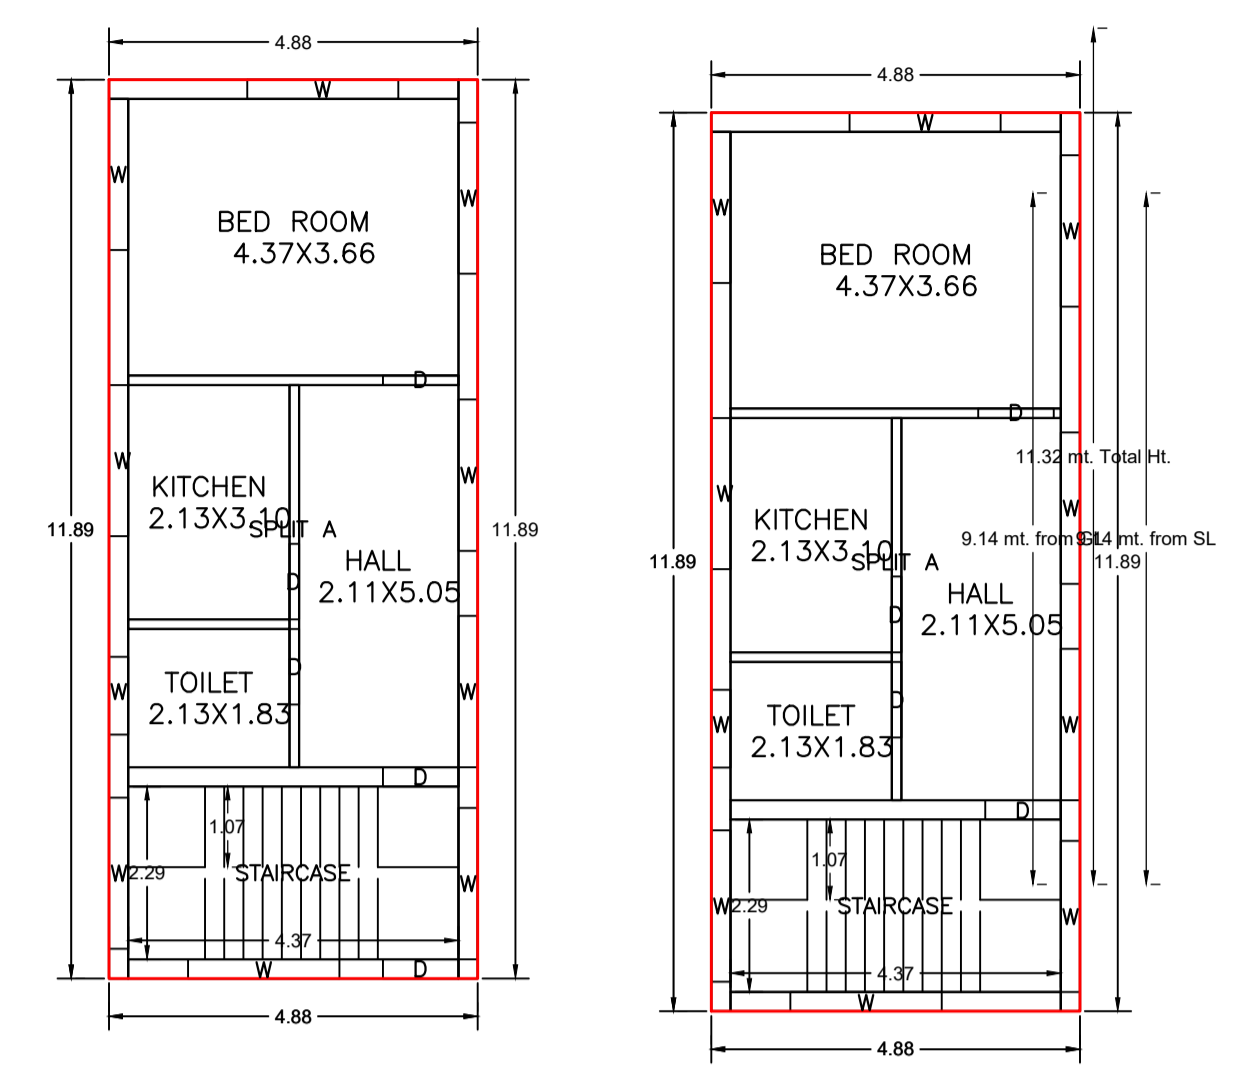 4.88
W
W
W
BED ROOM
4.37X3.66
D
W
W
KITCHEN
2.13X3.10
SPLIT A
11.89
11.89
HALL
2.11X5.05
D
D
TOILET
2.13X1.83
W
W
D
1.07
W
2.29
STAIRCASE
W
4.37
W
D
4.88
4.88
W
W
W
BED ROOM
4.37X3.66
D
11.32 mt. Total Ht.
W
W
KITCHEN
2.13X3.10
9.14 mt. from GL
9.14 mt. from SL
SPLIT A
11.89
11.89
HALL
2.11X5.05
D
D
TOILET
2.13X1.83
W
W
D
1.07
W
2.29
STAIRCASE
W
4.37
W
4.88